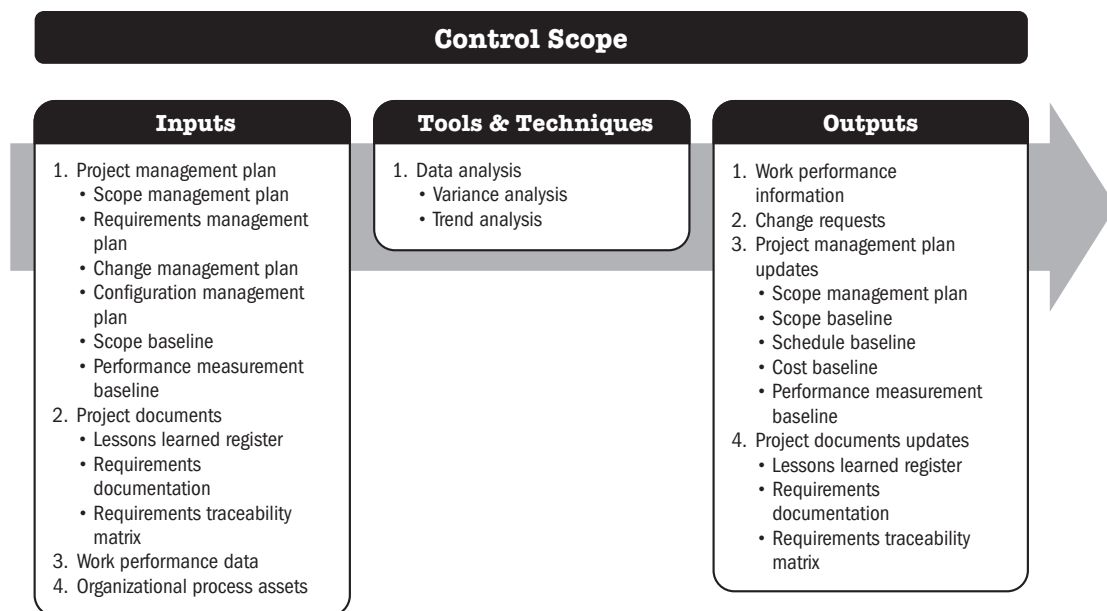 Control Scope
Inputs
1. Project management plan
• Scope management plan
• Requirements management
plan
• Change management plan
• Configuration management
plan
• Scope baseline
• Performance measurement
baseline
2. Project documents
• Lessons learned register
• Requirements
documentation
• Requirements traceability
matrix
3. Work performance data
4. Organizational process assets
Tools & Techniques
1. Data analysis
• Variance analysis
• Trend analysis
Outputs
1. Work performance
information
2. Change requests
3. Project management plan
updates
• Scope management plan
• Scope baseline
• Schedule baseline
• Cost baseline
• Performance measurement
baseline
4. Project documents updates
• Lessons learned register
• Requirements
documentation
• Requirements traceability
matrix